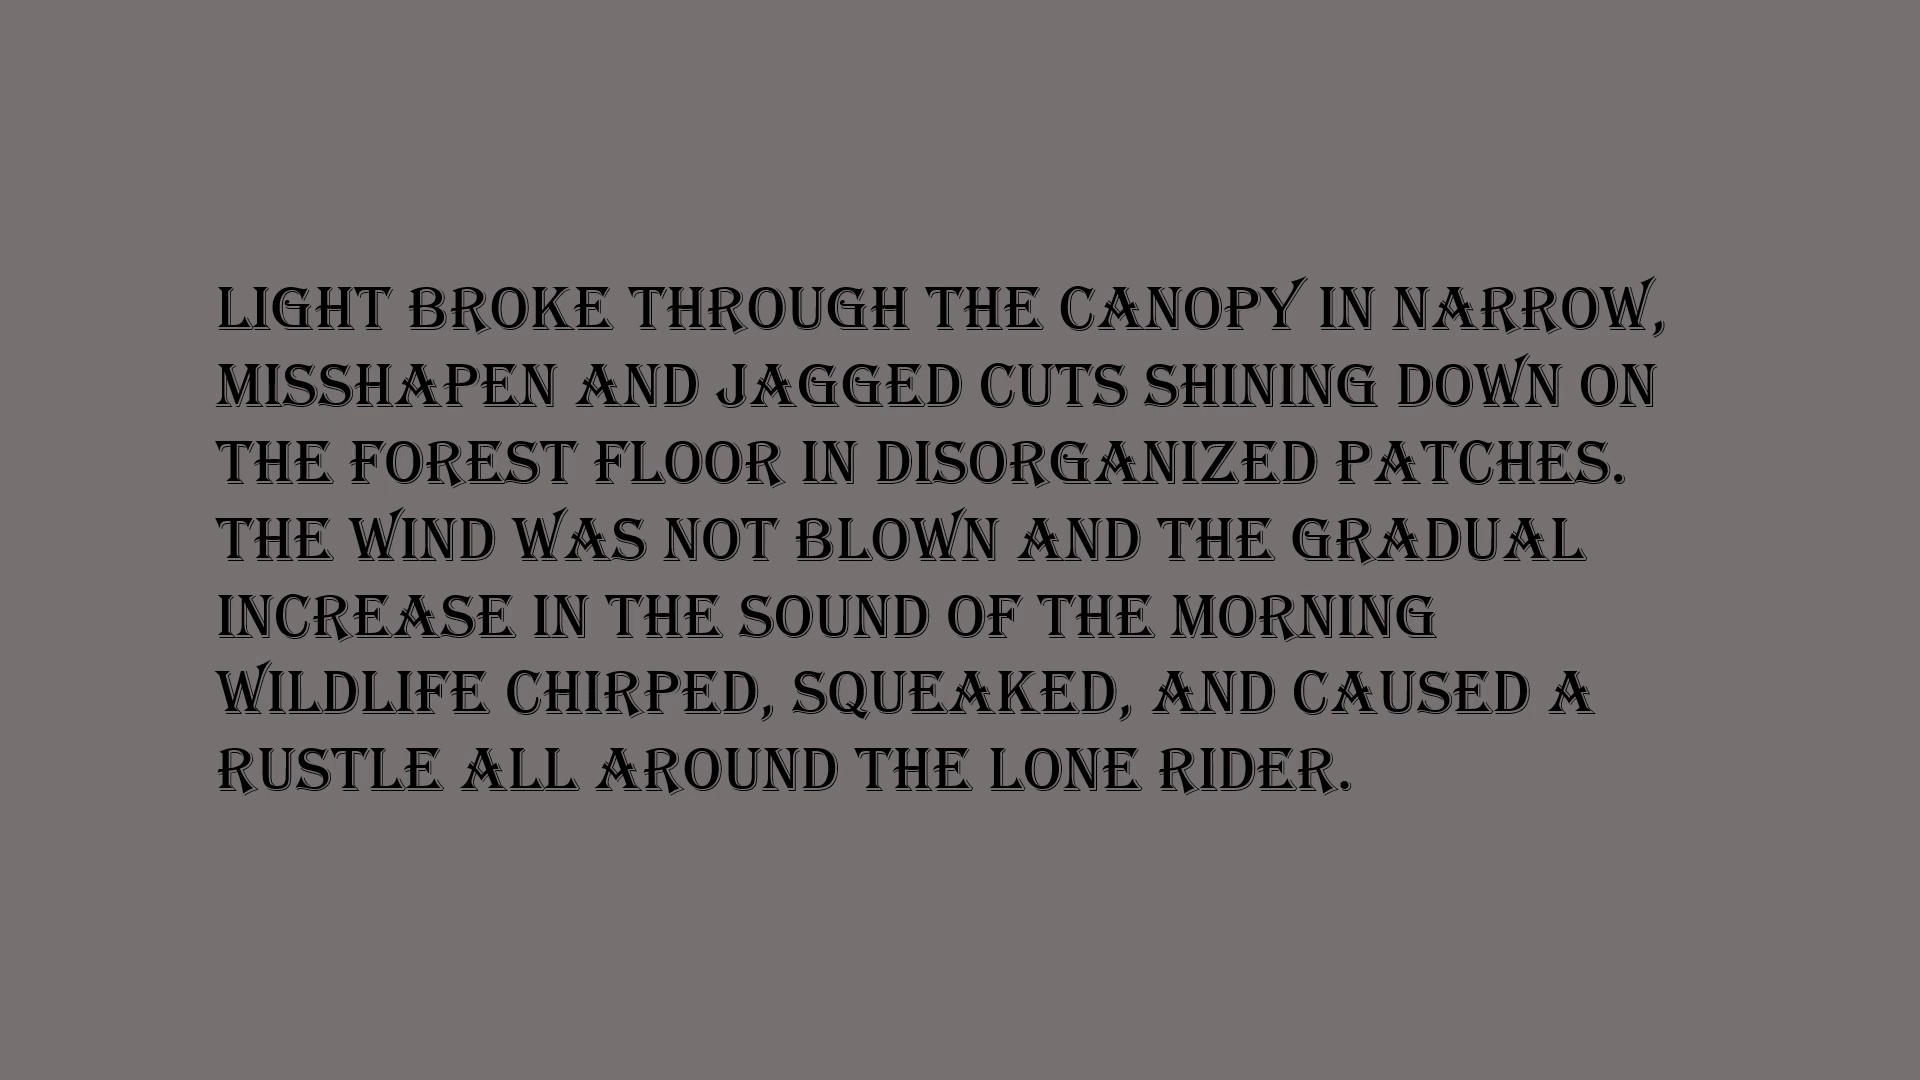 LIGHT BROKE THROUGH THE CANOPY IN NARROW,
MISSHAPEN AND JAGGED CUTS SHINING DOWN ON
THE FOREST FLOOR IN DISORGANIZED PATCHES.
THE WIND WAS NOT BLOWN AND THE GRADUAL
INCREASE IN THE SOUND OF THE MORNING
WILDLIFE CHIRPED, SQUEAKED, AND CAUSED A
RUSTLE ALL AROUND THE LONE RIDER.